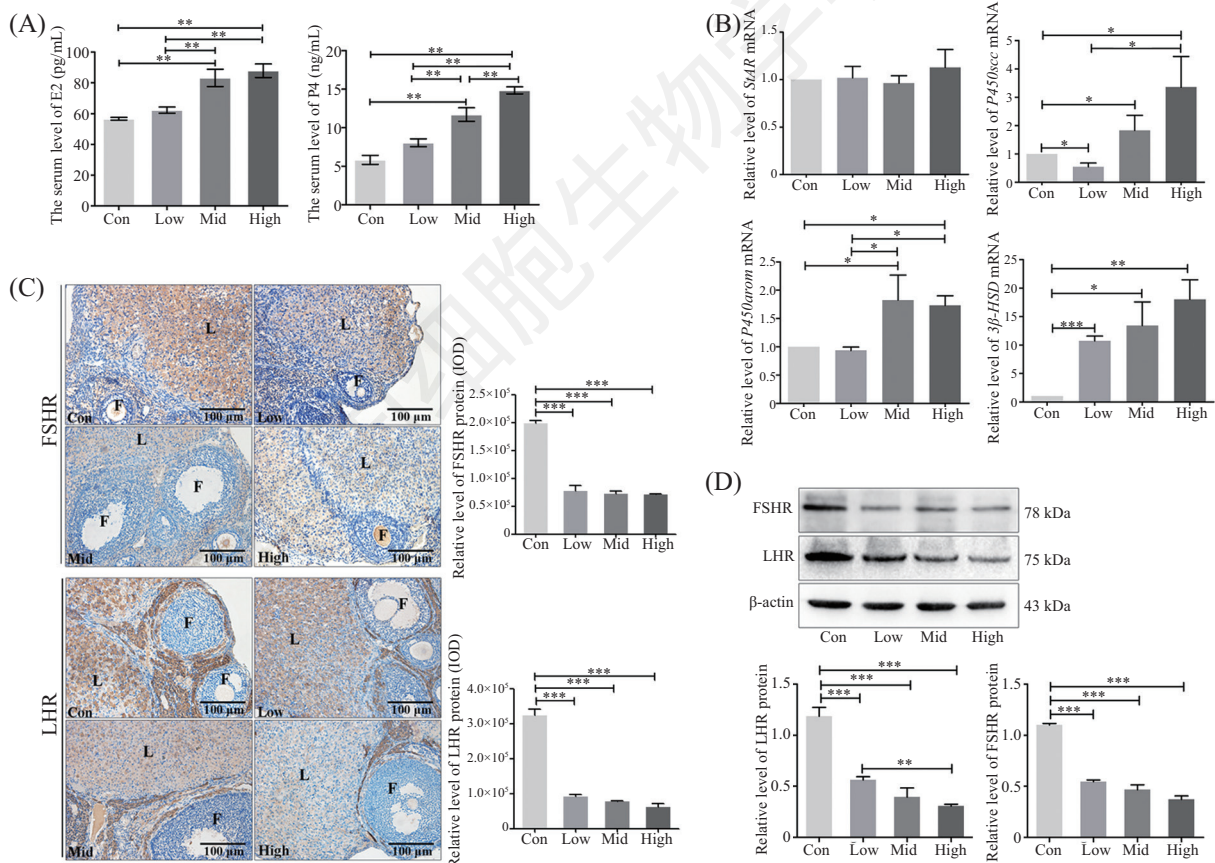 (A)
The serum level of E2 (pg/mL)
100
80
60
40
20
0
**
**
**
**
Con Low Mid High
The serum level of P4 (ng/mL)
20
15
10
5
0
**
**
** **
**
Con Low Mid High
(B)
Relative level of StAR mRNA
1.5
1.0
0.5
0
Con Low Mid High
Relative level of P450scc mRNA
5
4
3
2
1
0
*
*
*
*
Con Low Mid High
Relative level of P450arom mRNA
2.5
2.0
1.5
1.0
0.5
0
*
*
*
*
Con Low Mid High
Relative level of 3β-HSD mRNA
25
20
15
10
5
0
**
*
***
Con Low Mid High
(C)
FSHR
L
F
Con
100 μm
L
F
Low
100 μm
L
F
F
Mid
100 μm
L
F
High
100 μm
Relative level of FSHR protein (IOD)
2.5×10⁵
2.0×10⁵
1.5×10⁵
1.0×10⁵
0.5×10⁵
0
***
***
***
Con Low Mid High
LHR
L
F
F
Con
100 μm
L
F
Low
100 μm
L
F
Mid
100 μm
L
F
High
100 μm
Relative level of LHR protein (IOD)
4.0×10⁵
3.0×10⁵
2.0×10⁵
1.0×10⁵
0
***
***
***
Con Low Mid High
(D)
FSHR 78 kDa
LHR 75 kDa
β-actin 43 kDa
Con Low Mid High
Relative level of LHR protein
1.5
1.0
0.5
0
***
***
***
**
Con Low Mid High
Relative level of FSHR protein
1.5
1.0
0.5
0
***
***
***
Con Low Mid High
细胞生物学